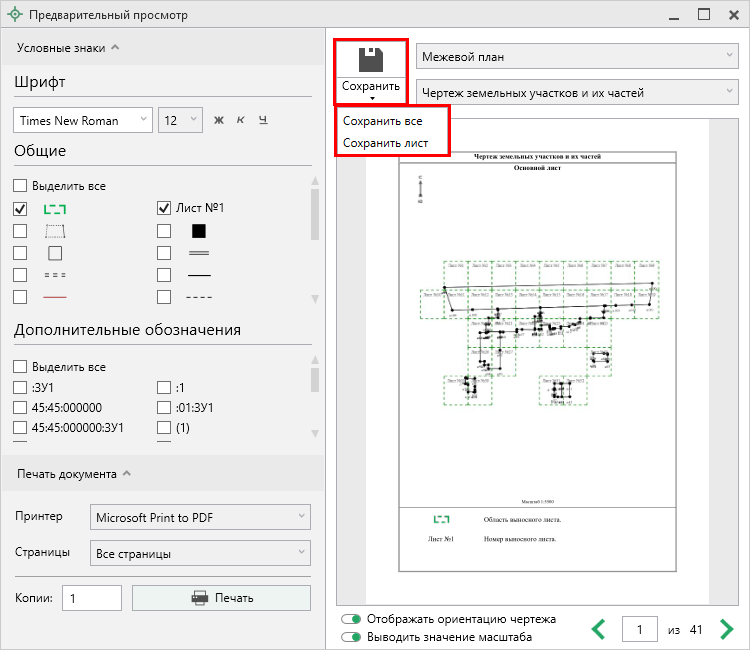 Предварительный просмотр
Условные знаки
Шрифт
Times New Roman
12
Ж
К
Ч
Общие
Выделить все
Лист №1
Дополнительные обозначения
Выделить все
:ЗУ1
:1
45:45:000000
:01:ЗУ1
45:45:000000:ЗУ1
(1)
Печать документа
Принтер
Microsoft Print to PDF
Страницы
Все страницы
Копии:
1
Печать
Сохранить
Сохранить все
Сохранить лист
Межевой план
Чертеж земельных участков и их частей
Чертеж земельных участков и их частей
Основной лист
Масштаб 1:5000
Область выносного листа.
Лист №1
Номер выносного листа.
Отображать ориентацию чертежа
Выводить значение масштаба
1
из 41